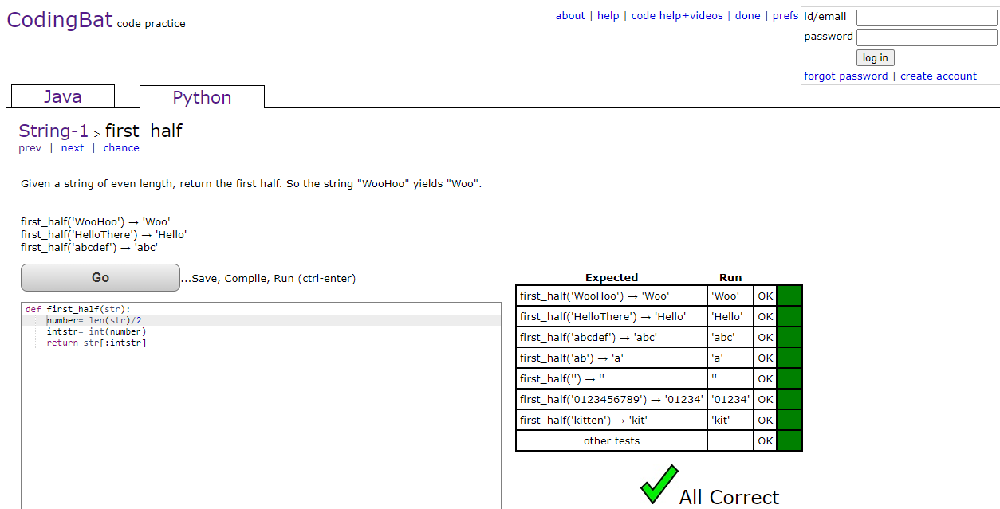 CodingBat code practice
about | help | code help+videos | done | prefs
id/email
password
log in
forgot password | create account
Java
Python
String-1 > first_half
prev | next | chance
Given a string of even length, return the first half. So the string "WooHoo" yields "Woo".
first_half('WooHoo') → 'Woo'
first_half('HelloThere') → 'Hello'
first_half('abcdef') → 'abc'
Go
...Save, Compile, Run (ctrl-enter)
def first_half(str):
    number= len(str)/2
    intstr= int(number)
    return str[:intstr]
Expected Run
first_half('WooHoo') → 'Woo' 'Woo' OK
first_half('HelloThere') → 'Hello' 'Hello' OK
first_half('abcdef') → 'abc' 'abc' OK
first_half('ab') → 'a' 'a' OK
first_half('') → '' '' OK
first_half('0123456789') → '01234' '01234' OK
first_half('kitten') → 'kit' 'kit' OK
other tests OK
All Correct